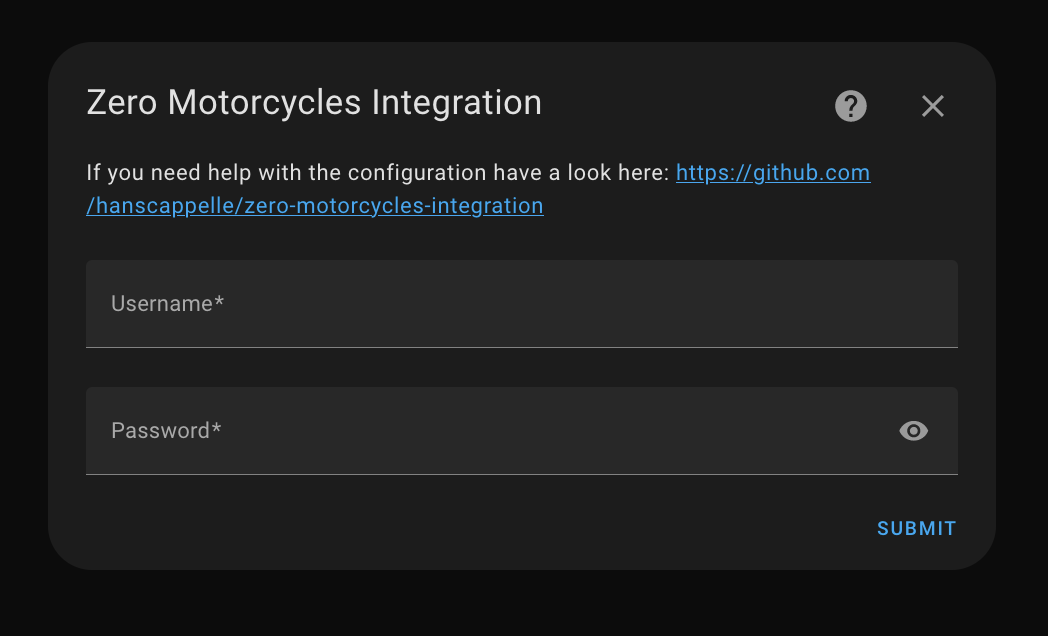 Zero Motorcycles Integration
If you need help with the configuration have a look here: https://github.com
/hanscappelle/zero-motorcycles-integration
Username*
Password*
SUBMIT